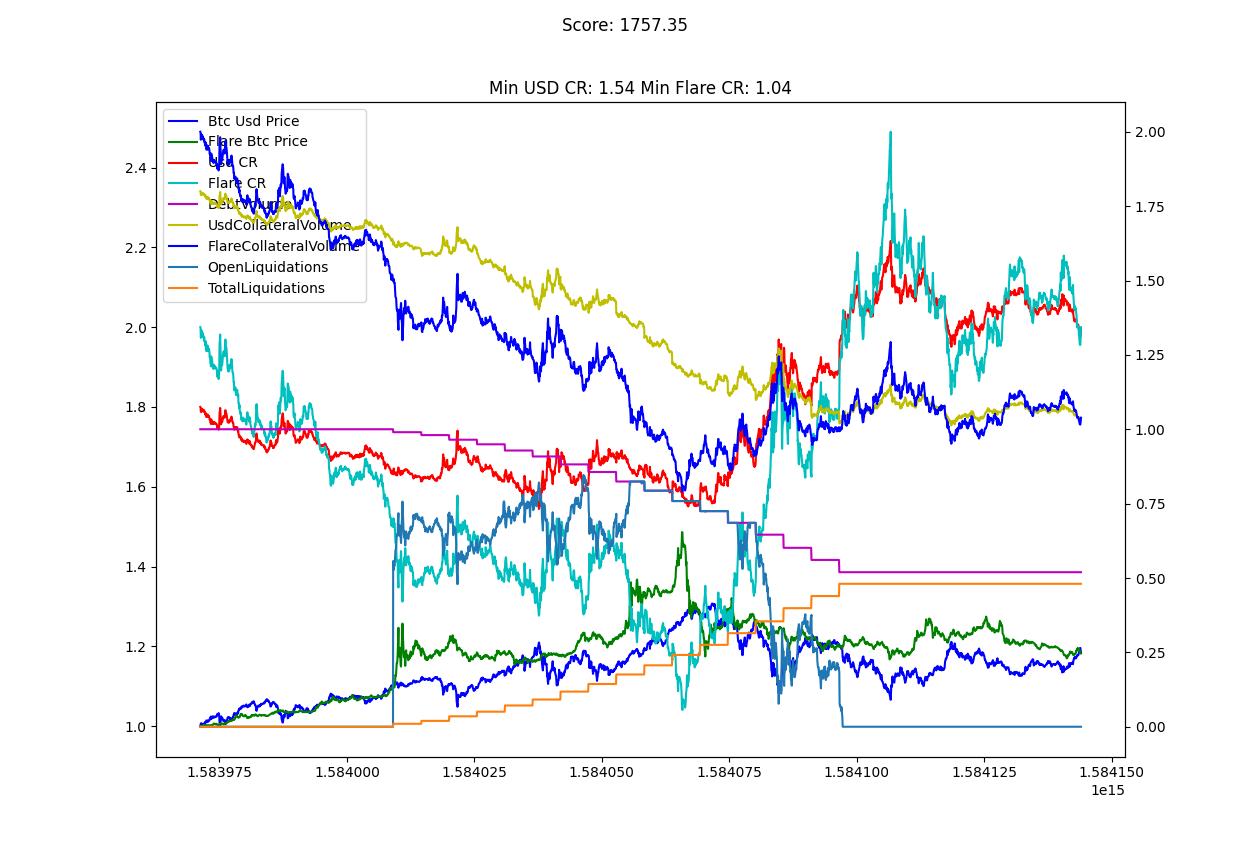 Score: 1757.35
Min USD CR: 1.54 Min Flare CR: 1.04
Btc Usd Price
Flare Btc Price
Usd CR
Flare CR
DebtVolume
UsdCollateralVolume
FlareCollateralVolume
OpenLiquidations
TotalLiquidations
2.4
2.2
2.0
1.8
1.6
1.4
1.2
1.0
2.00
1.75
1.50
1.25
1.00
0.75
0.50
0.25
0.00
1.583975 1.584000 1.584025 1.584050 1.584075 1.584100 1.584125 1.584150
1e15